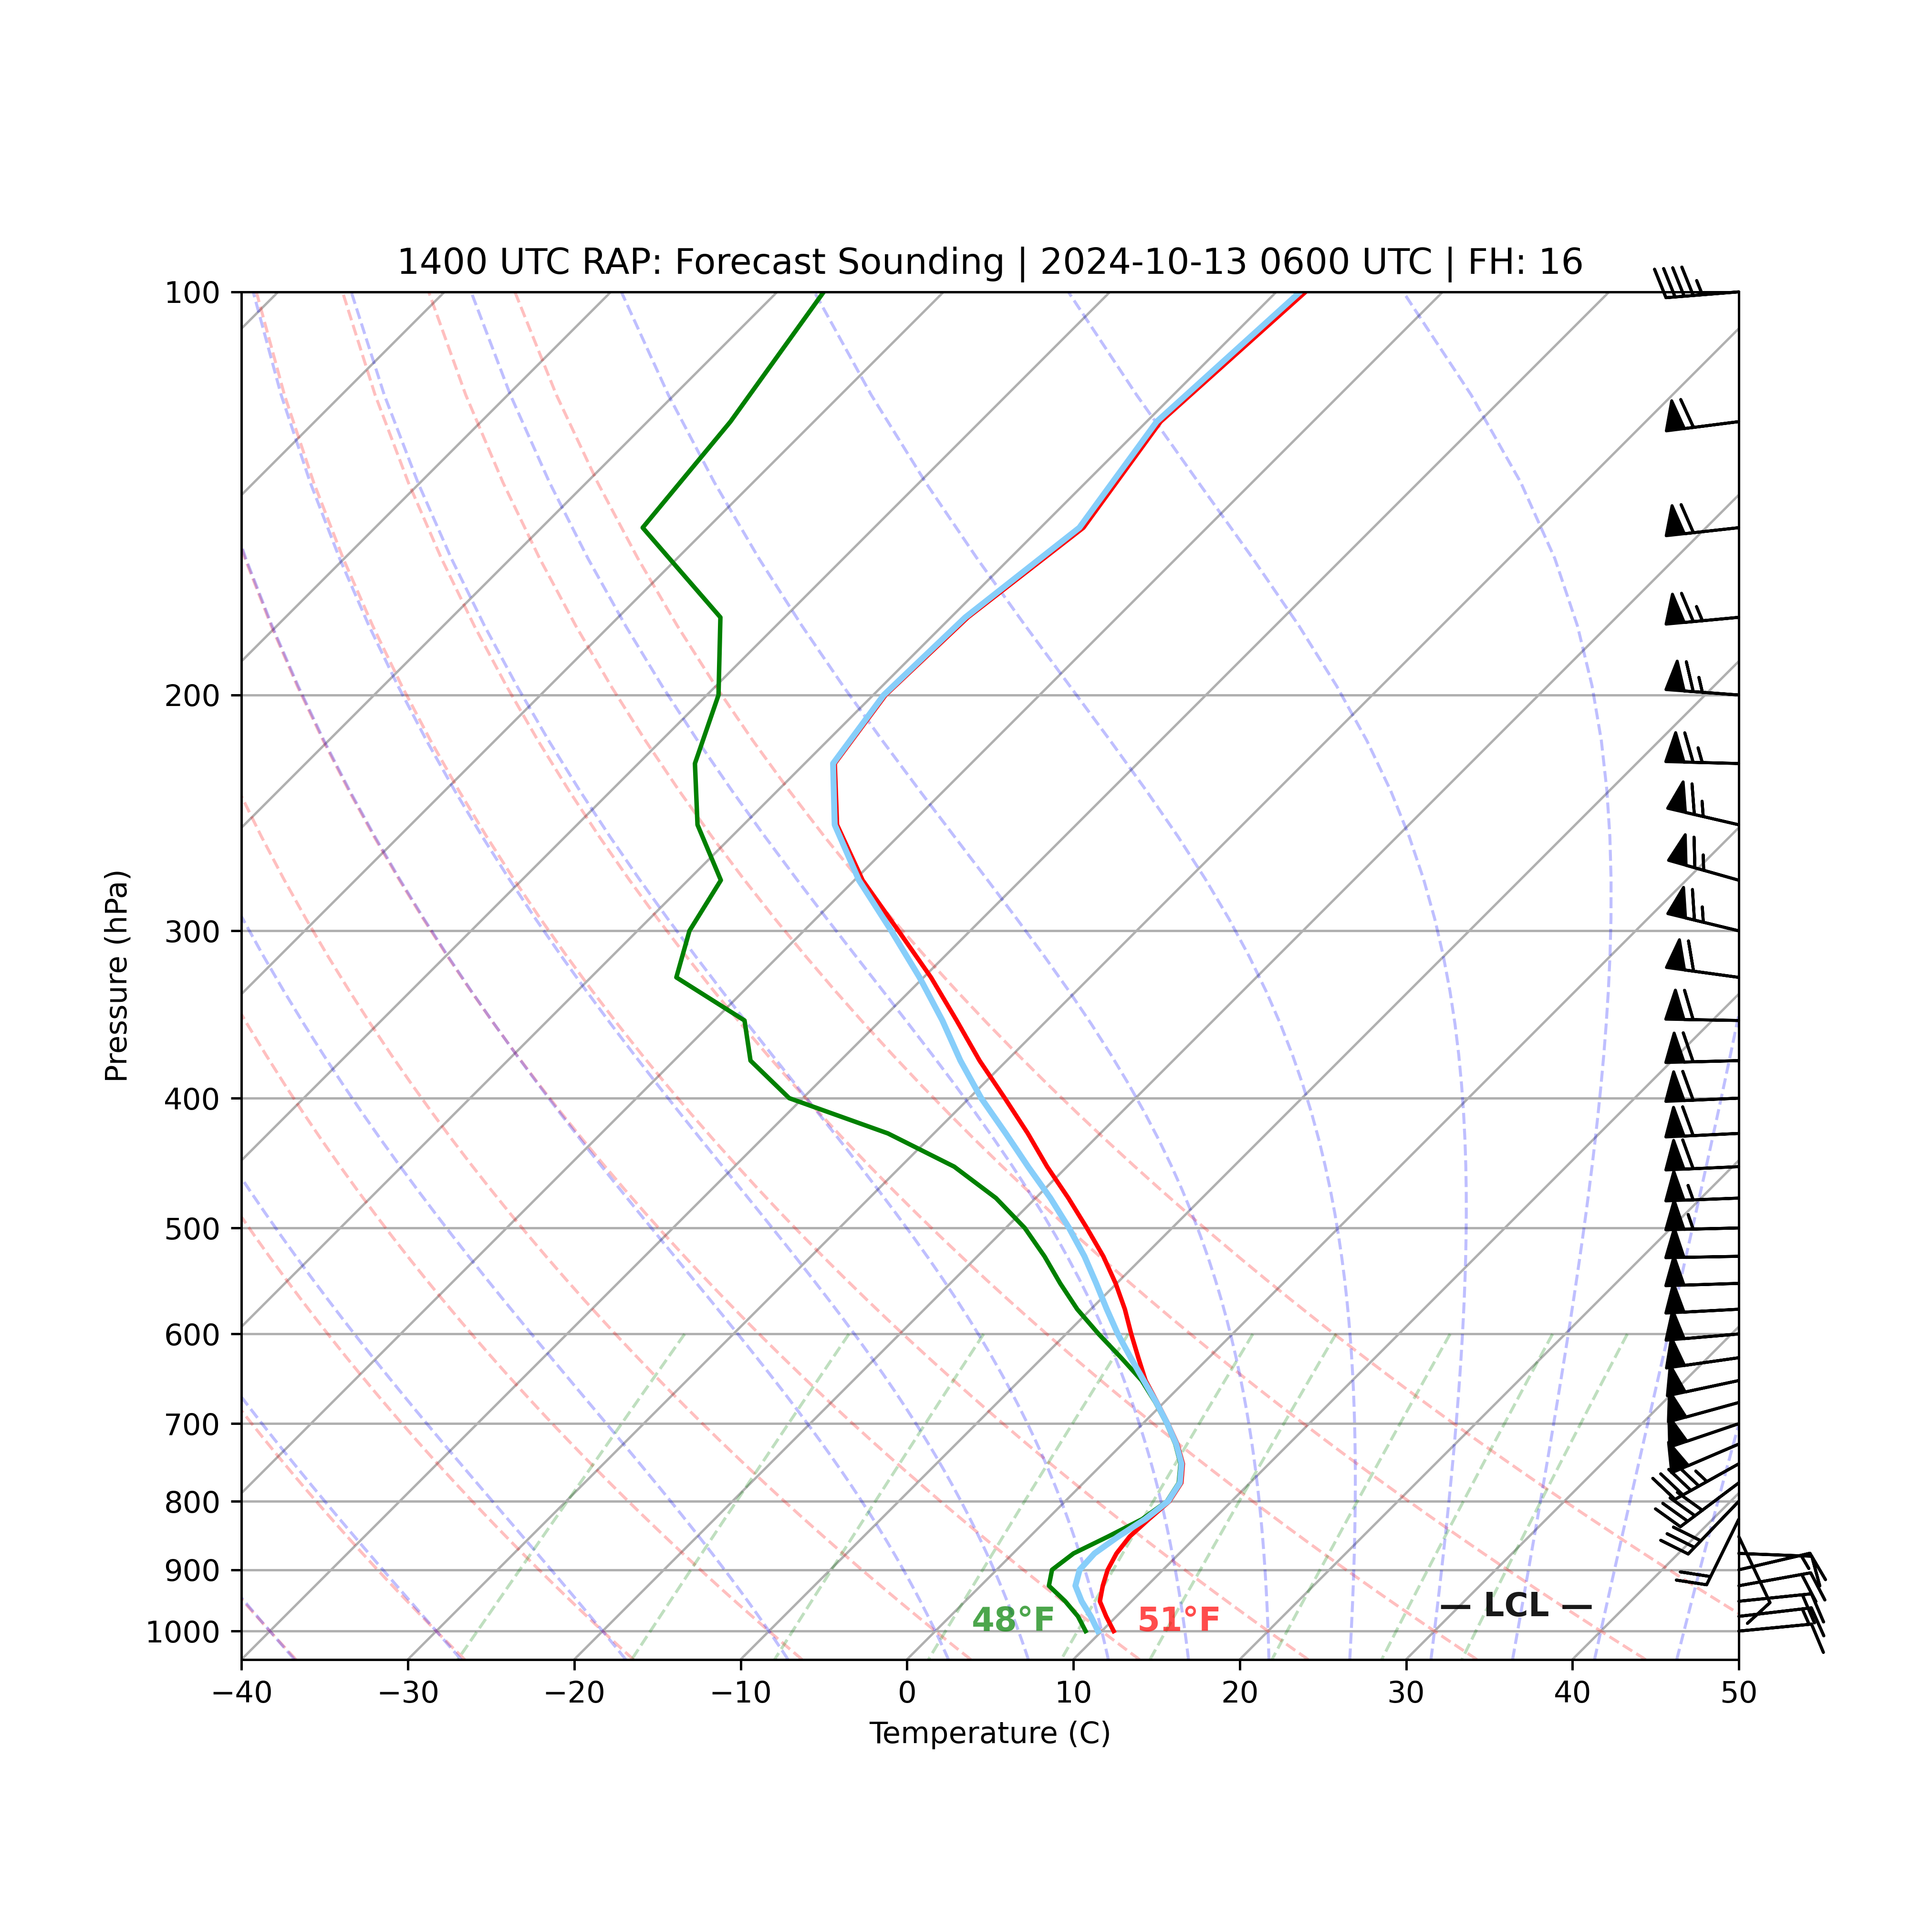 1400 UTC RAP: Forecast Sounding | 2024-10-13 0600 UTC | FH: 16
100
200
300
400
500
600
700
800
900
1000
Pressure (hPa)
48°F
51°F
— LCL —
−40 −30 −20 −10 0 10 20 30 40 50
Temperature (C)